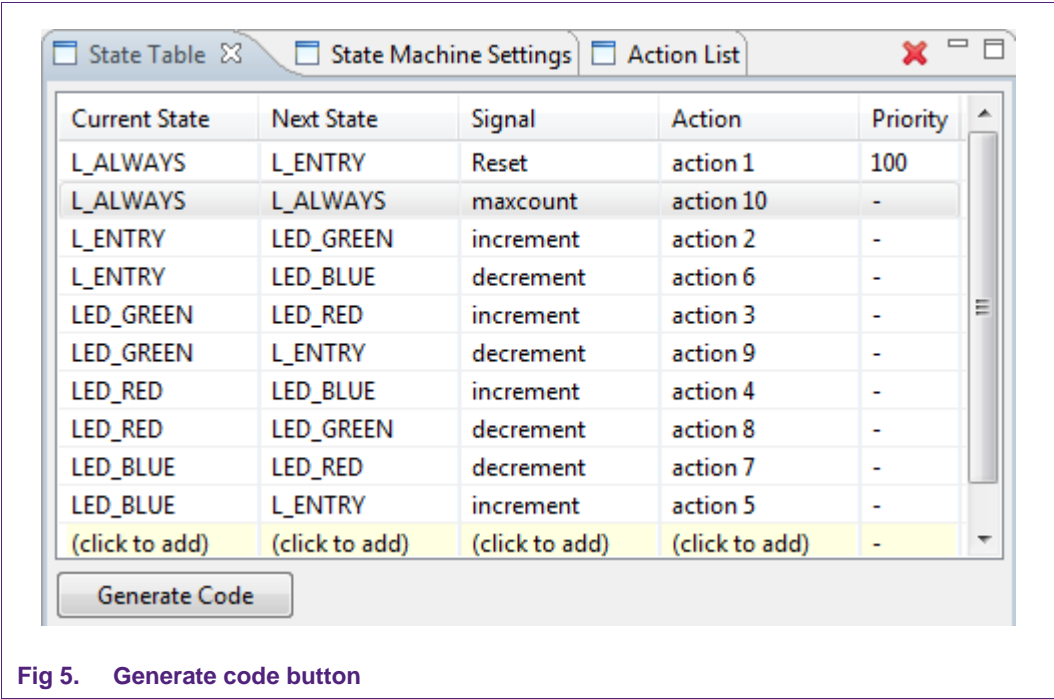 State Table State Machine Settings Action List
Current State Next State Signal Action Priority
L_ALWAYS L_ENTRY Reset action 1 100
L_ALWAYS L_ALWAYS maxcount action 10 -
L_ENTRY LED_GREEN increment action 2 -
L_ENTRY LED_BLUE decrement action 6 -
LED_GREEN LED_RED increment action 3 -
LED_GREEN L_ENTRY decrement action 9 -
LED_RED LED_BLUE increment action 4 -
LED_RED LED_GREEN decrement action 8 -
LED_BLUE LED_RED decrement action 7 -
LED_BLUE L_ENTRY increment action 5 -
(click to add) (click to add) (click to add) (click to add) -
Generate Code
Fig 5. Generate code button